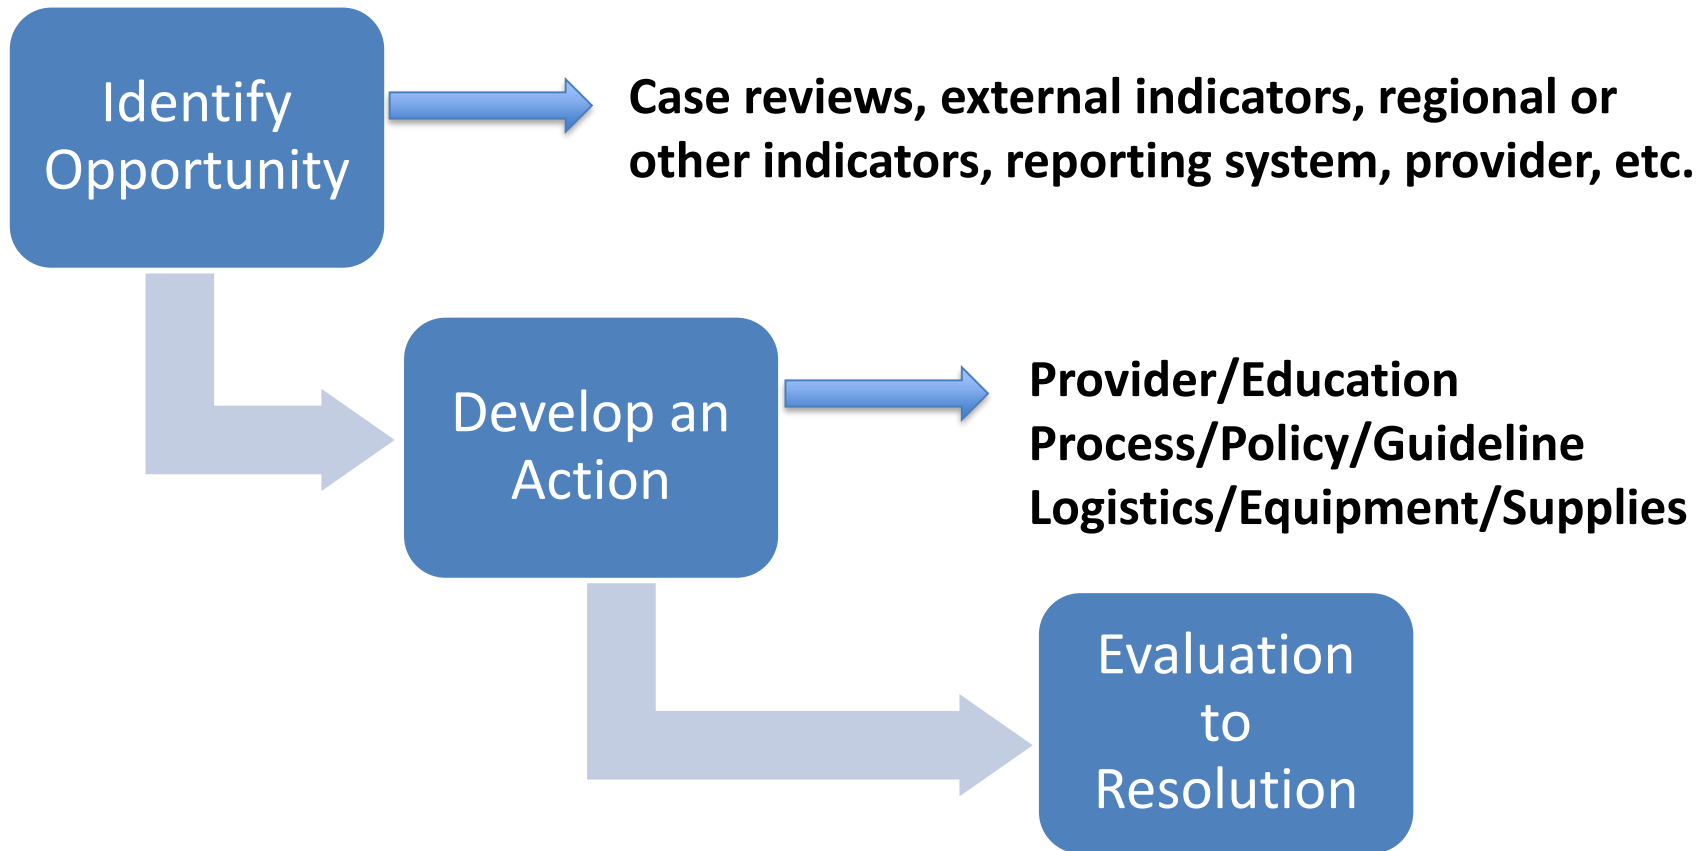 Identify
Opportunity
Case reviews, external indicators, regional or
other indicators, reporting system, provider, etc.
Develop an
Action
Provider/Education
Process/Policy/Guideline
Logistics/Equipment/Supplies
Evaluation
to
Resolution